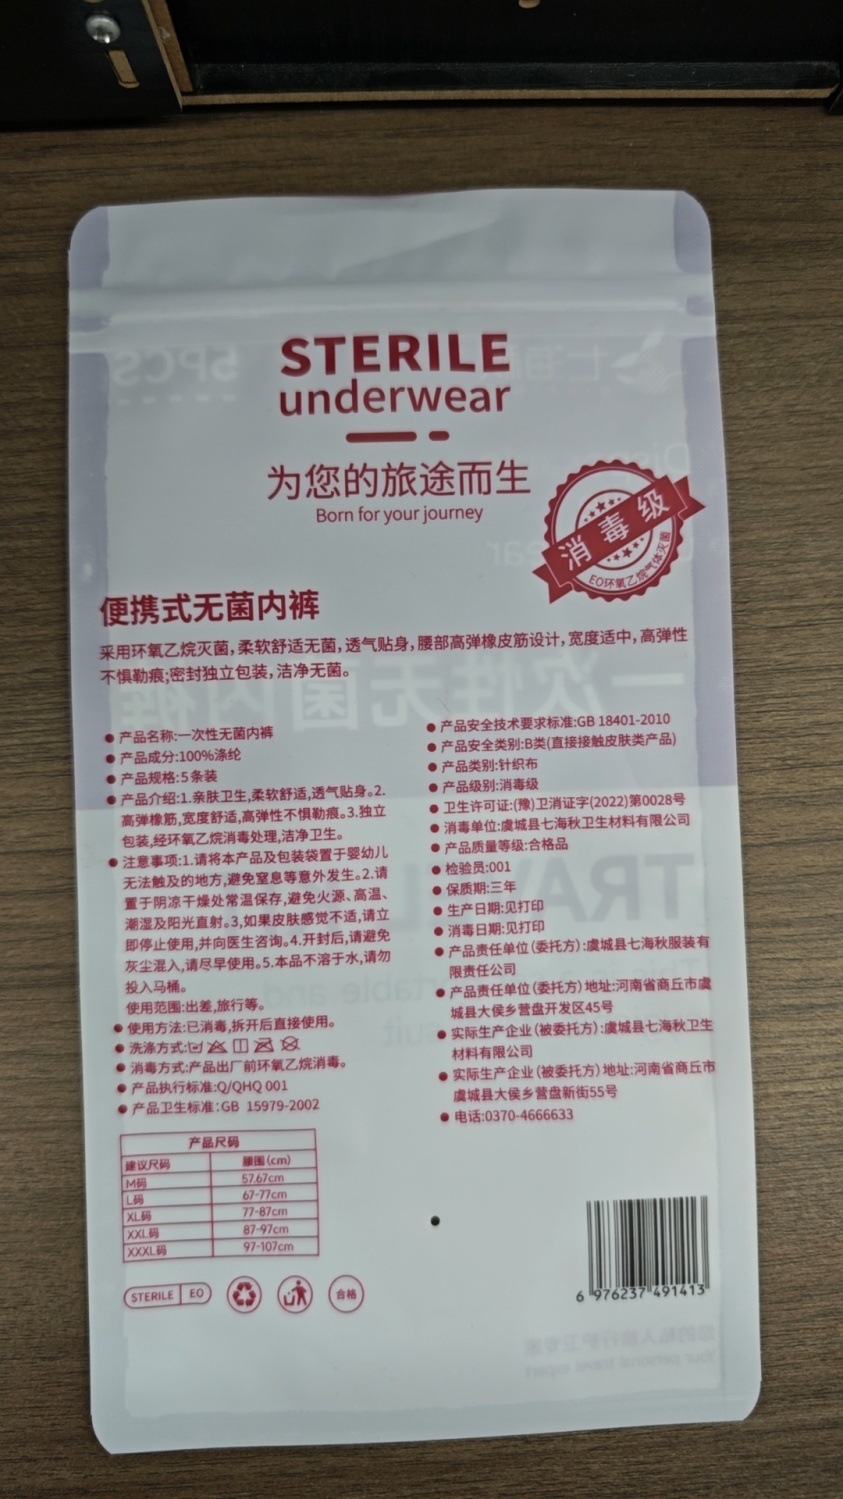 STERILE
underwear
为您的旅途而生
Born for your journey
消毒级
EO环氧乙烷气体灭菌
便携式无菌内裤
采用环氧乙烷灭菌,柔软舒适无菌,透气贴身,腰部高弹橡皮筋设计,宽度适中,高弹性
不惧勒痕;密封独立包装,洁净无菌。
●产品名称:一次性无菌内裤
●产品成分:100%涤纶
●产品规格:5条装
●产品介绍:1.亲肤卫生,柔软舒适,透气贴身。2.
高弹橡筋,宽度舒适,高弹性不惧勒痕。3.独立
包装,经环氧乙烷消毒处理,洁净卫生。
●注意事项:1.请将本产品及包装袋置于婴幼儿
无法触及的地方,避免窒息等意外发生。2.请
置于阴凉干燥处常温保存,避免火源、高温、
潮湿及阳光直射。3,如果皮肤感觉不适,请立
即停止使用,并向医生咨询。4.开封后,请避免
灰尘混入,请尽早使用。5.本品不溶于水,请勿
投入马桶。
使用范围:出差,旅行等。
●使用方法:已消毒,拆开后直接使用。
●洗涤方式:
●消毒方式:产品出厂前环氧乙烷消毒。
●产品执行标准:Q/QHQ 001
●产品卫生标准:GB 15979-2002
●产品安全技术要求标准:GB 18401-2010
●产品安全类别:B类(直接接触皮肤类产品)
●产品类别:针织布
●产品级别:消毒级
●卫生许可证:(豫)卫消证字(2022)第0028号
●消毒单位:虞城县七海秋卫生材料有限公司
●产品质量等级:合格品
●检验员:001
●保质期:三年
●生产日期:见打印
●消毒日期:见打印
●产品责任单位(委托方):虞城县七海秋服装有
限责任公司
●产品责任单位(委托方)地址:河南省商丘市虞
城县大侯乡营盘开发区45号
●实际生产企业(被委托方):虞城县七海秋卫生
材料有限公司
●实际生产企业(被委托方)地址:河南省商丘市
虞城县大侯乡营盘新街55号
●电话:0370-4666633
产品尺码
建议尺码 腰围(cm)
M码 57.67cm
L码 67-77cm
XL码 77-87cm
XXL码 87-97cm
XXXL码 97-107cm
STERILE EO
合格
6 976237 491413